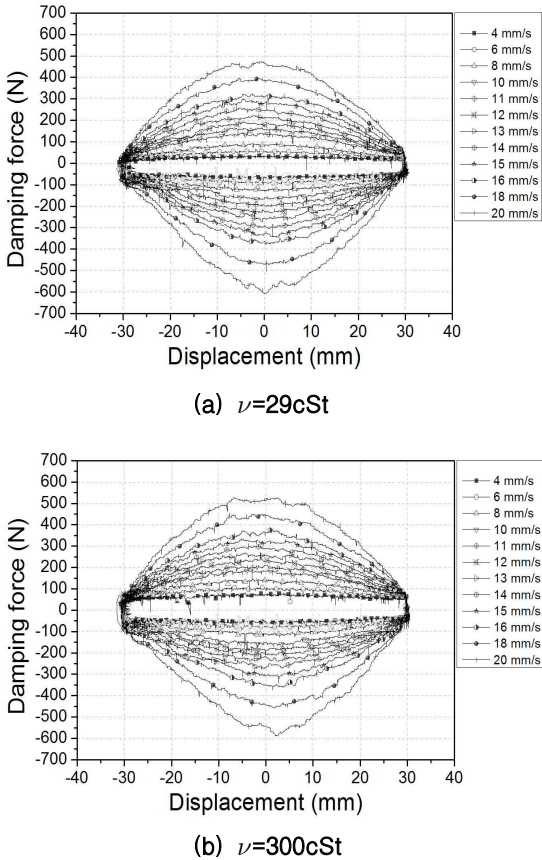 700
600
500
400
300
200
100
0
-100
-200
-300
-400
-500
-600
-700
Damping force (N)
-40 -30 -20 -10 0 10 20 30 40
Displacement (mm)
4 mm/s
6 mm/s
8 mm/s
10 mm/s
11 mm/s
12 mm/s
13 mm/s
14 mm/s
15 mm/s
16 mm/s
18 mm/s
20 mm/s
(a) ν=29cSt
700
600
500
400
300
200
100
0
-100
-200
-300
-400
-500
-600
-700
Damping force (N)
-40 -30 -20 -10 0 10 20 30 40
Displacement (mm)
4 mm/s
6 mm/s
8 mm/s
10 mm/s
11 mm/s
12 mm/s
13 mm/s
14 mm/s
15 mm/s
16 mm/s
18 mm/s
20 mm/s
(b) ν=300cSt